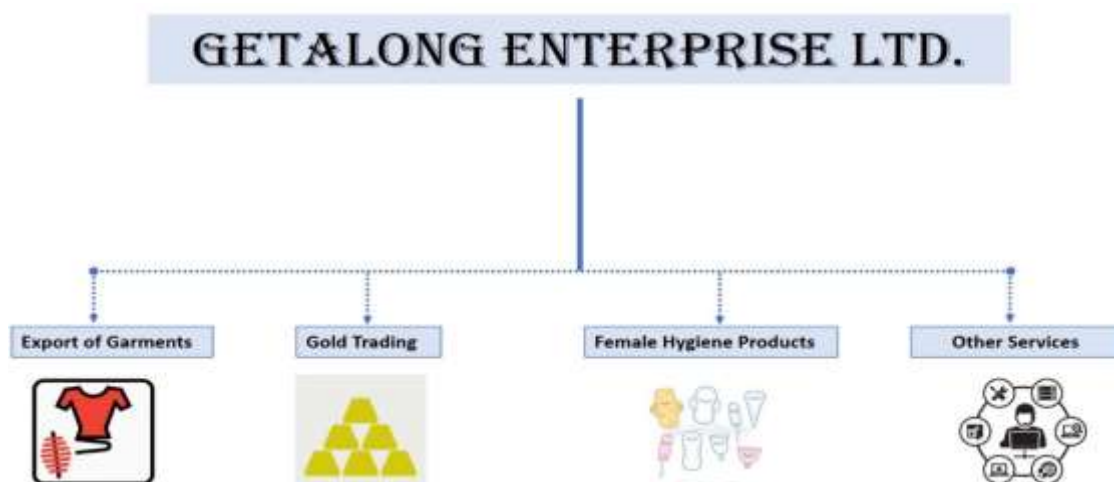 GETALONG ENTERPRISE LTD.
Export of Garments
Gold Trading
Female Hygiene Products
Other Services